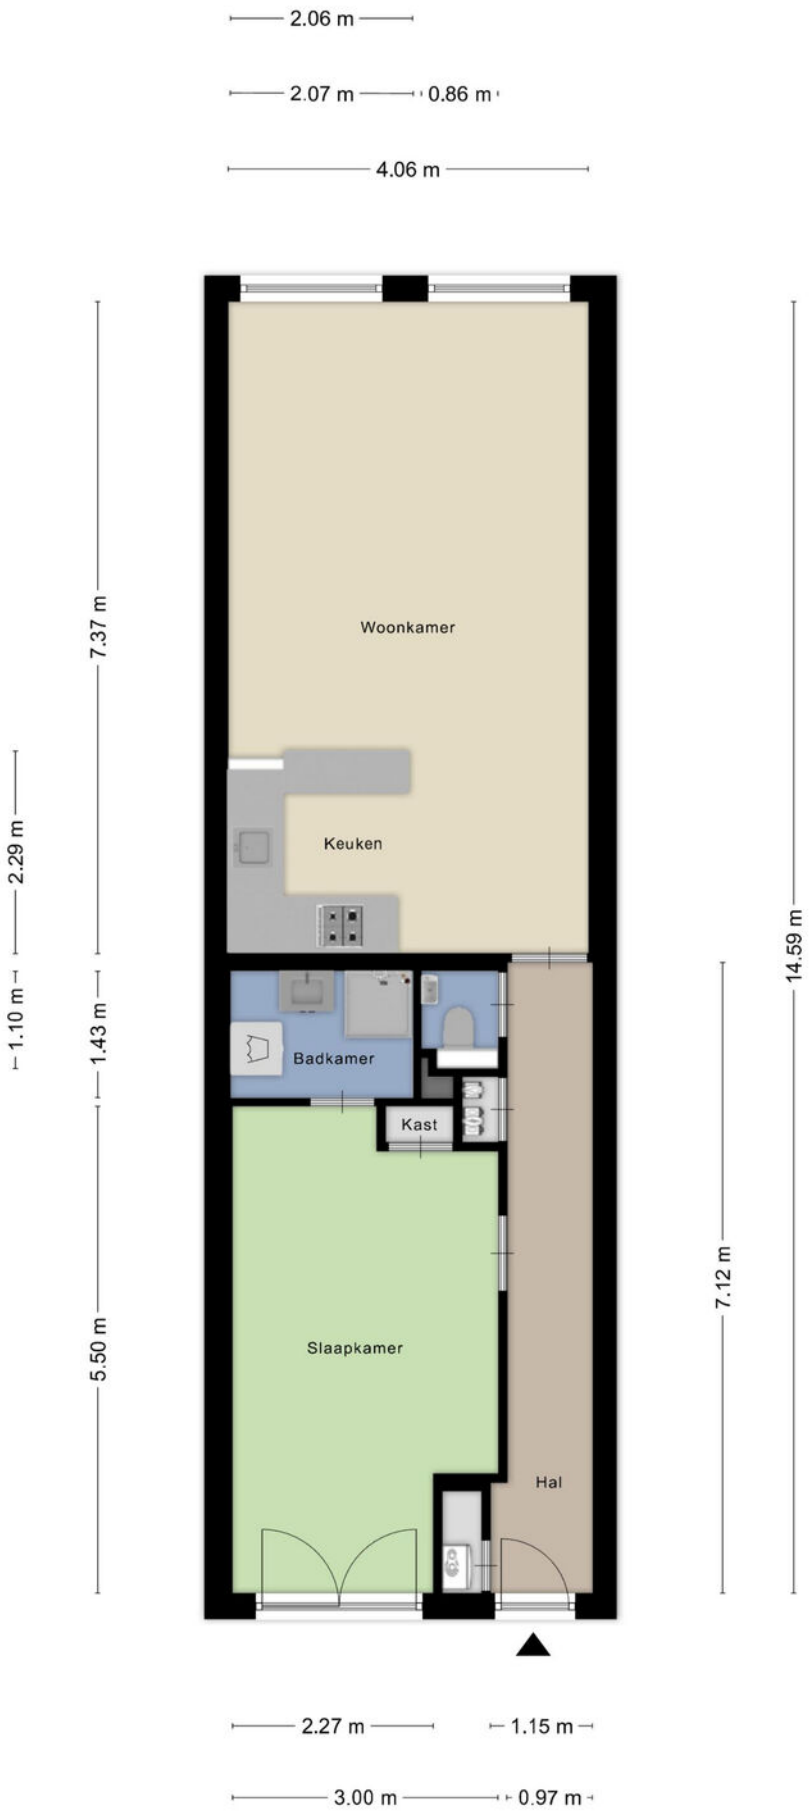 2.06 m
2.07 m
0.86 m
4.06 m
7.37 m
Woonkamer
2.29 m
Keuken
14.59 m
1.10 m
1.43 m
Badkamer
Kast
7.12 m
5.50 m
Slaapkamer
Hal
2.27 m
1.15 m
3.00 m
0.97 m